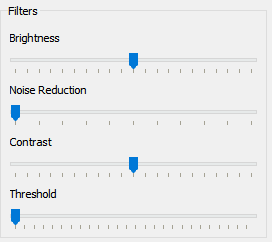 Filters
Brightness
Noise Reduction
Contrast
Threshold